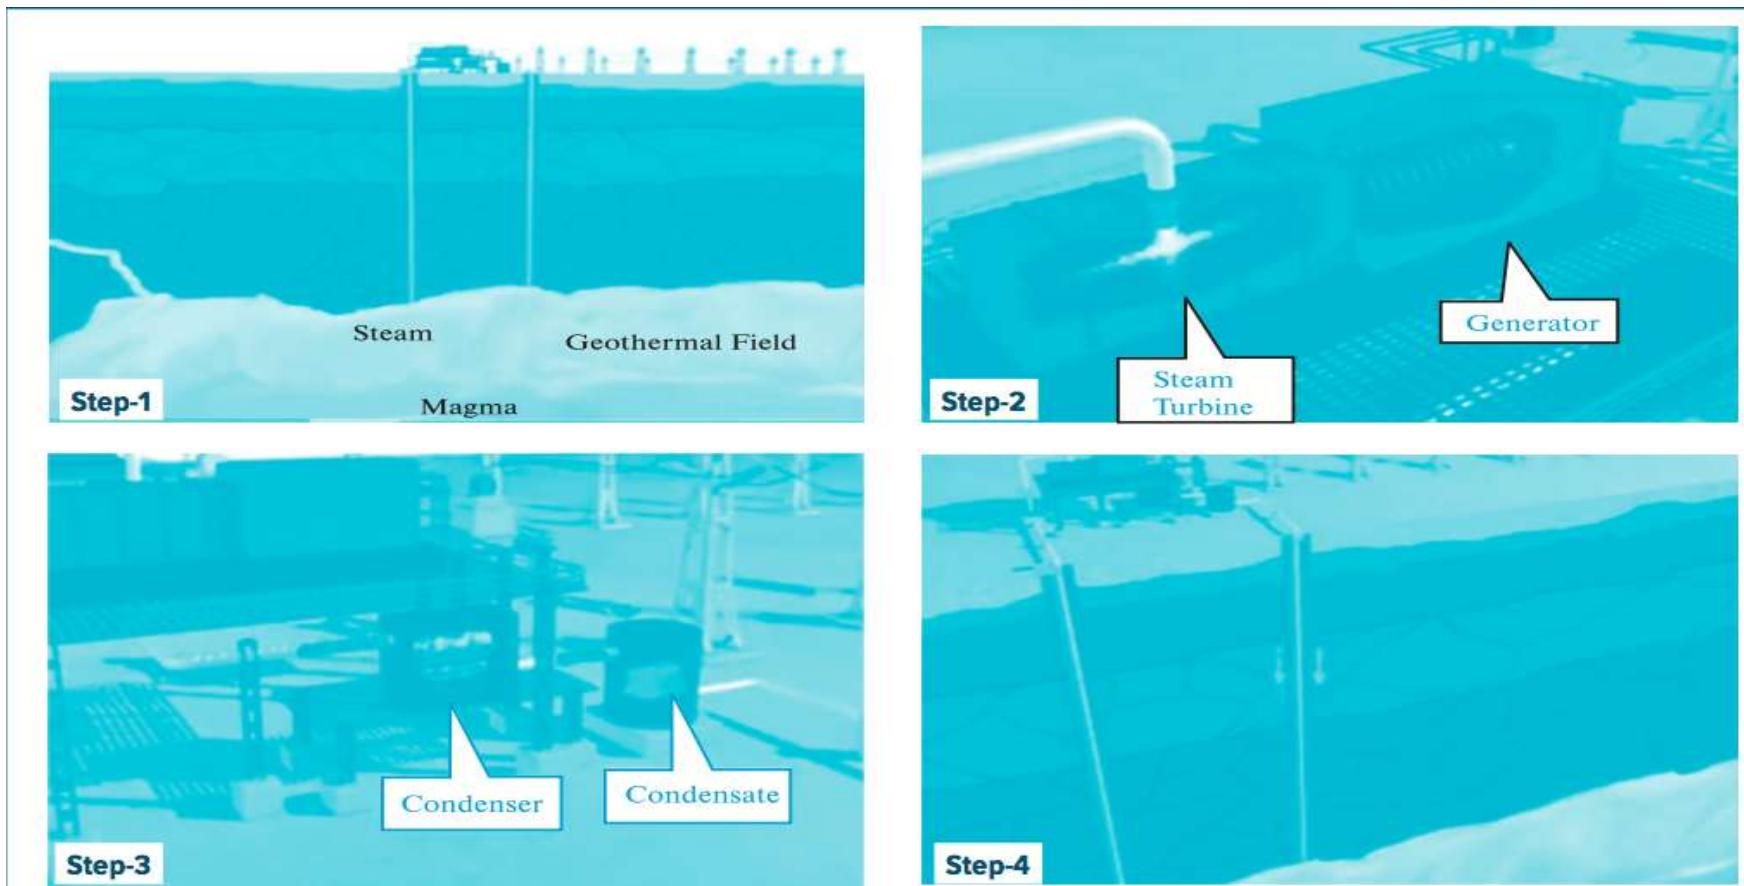 Steam
Geothermal Field
Magma
Step-1
Generator
Steam
Turbine
Step-2
Condenser
Condensate
Step-3
Step-4